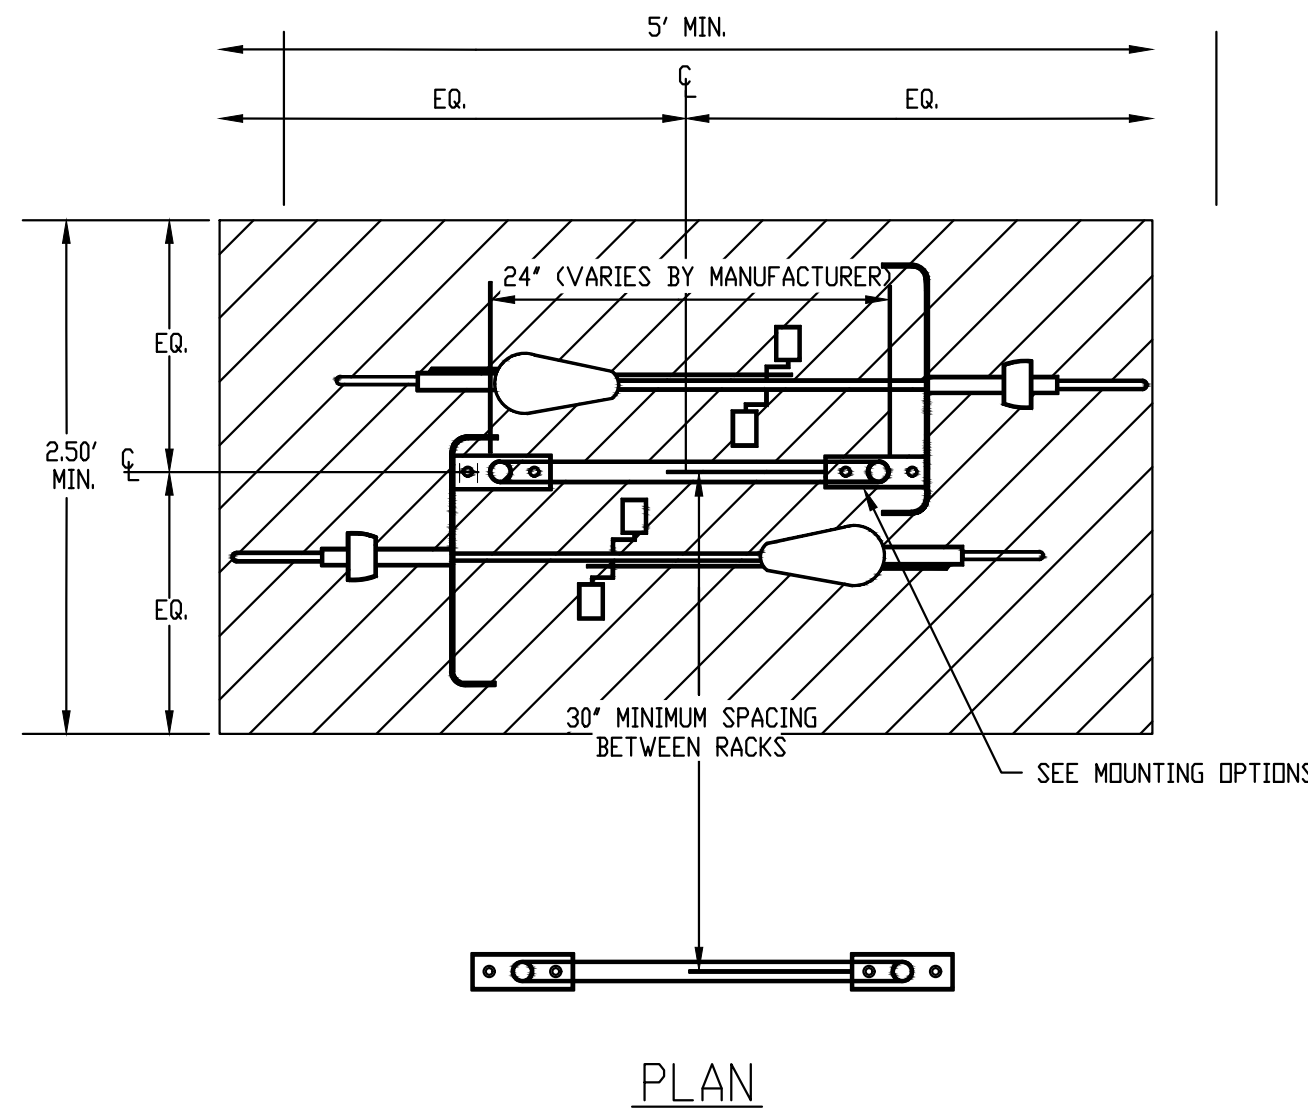 5' MIN.
℄
EQ.
EQ.
24" (VARIES BY MANUFACTURER)
EQ.
2.50'
MIN.
℄
EQ.
30" MINIMUM SPACING
BETWEEN RACKS
SEE MOUNTING OPTIONS
PLAN